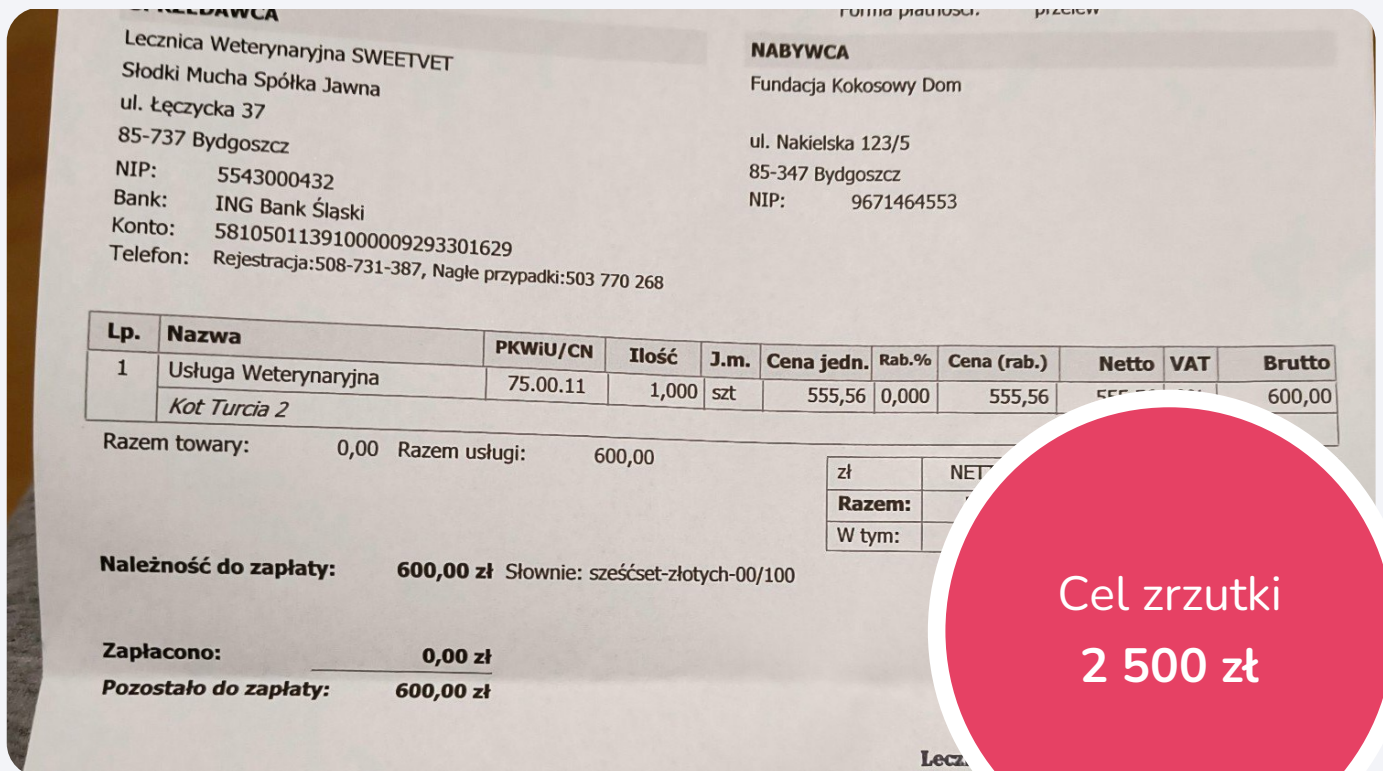 SPRZEDAWCA
Forma płatności: przelew
Lecznica Weterynaryjna SWEETVET
Słodki Mucha Spółka Jawna
ul. Łęczycka 37
85-737 Bydgoszcz
NIP: 5543000432
Bank: ING Bank Śląski
Konto: 58105011391000009293301629
Telefon: Rejestracja:508-731-387, Nagłe przypadki:503 770 268
NABYWCA
Fundacja Kokosowy Dom
ul. Nakielska 123/5
85-347 Bydgoszcz
NIP: 9671464553
Lp. Nazwa PKWiU/CN Ilość J.m. Cena jedn. Rab.% Cena (rab.) Netto VAT Brutto
1 Usługa Weterynaryjna 75.00.11 1,000 szt 555,56 0,000 555,56 600,00
Kot Turcia 2
Razem towary: 0,00 Razem usługi: 600,00
zł
Razem:
W tym:
Należność do zapłaty: 600,00 zł Słownie: sześćset-złotych-00/100
Zapłacono: 0,00 zł
Pozostało do zapłaty: 600,00 zł
Cel zrzutki
2 500 zł